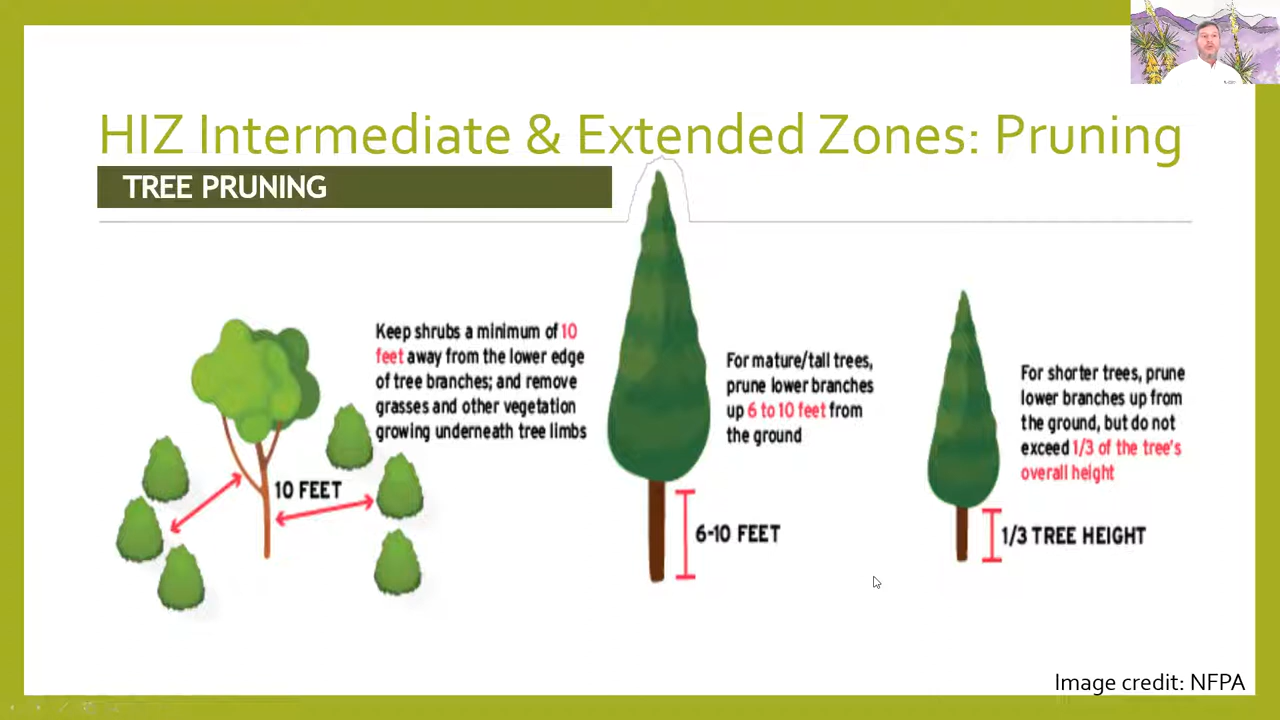 HIZ Intermediate & Extended Zones: Pruning
TREE PRUNING
Keep shrubs a minimum of 10
feet away from the lower edge
of tree branches; and remove
grasses and other vegetation
growing underneath tree limbs
10 FEET
For mature/tall trees,
prune lower branches
up 6 to 10 feet from
the ground
6-10 FEET
For shorter trees, prune
lower branches up from
the ground, but do not
exceed 1/3 of the tree's
overall height
1/3 TREE HEIGHT
Image credit: NFPA